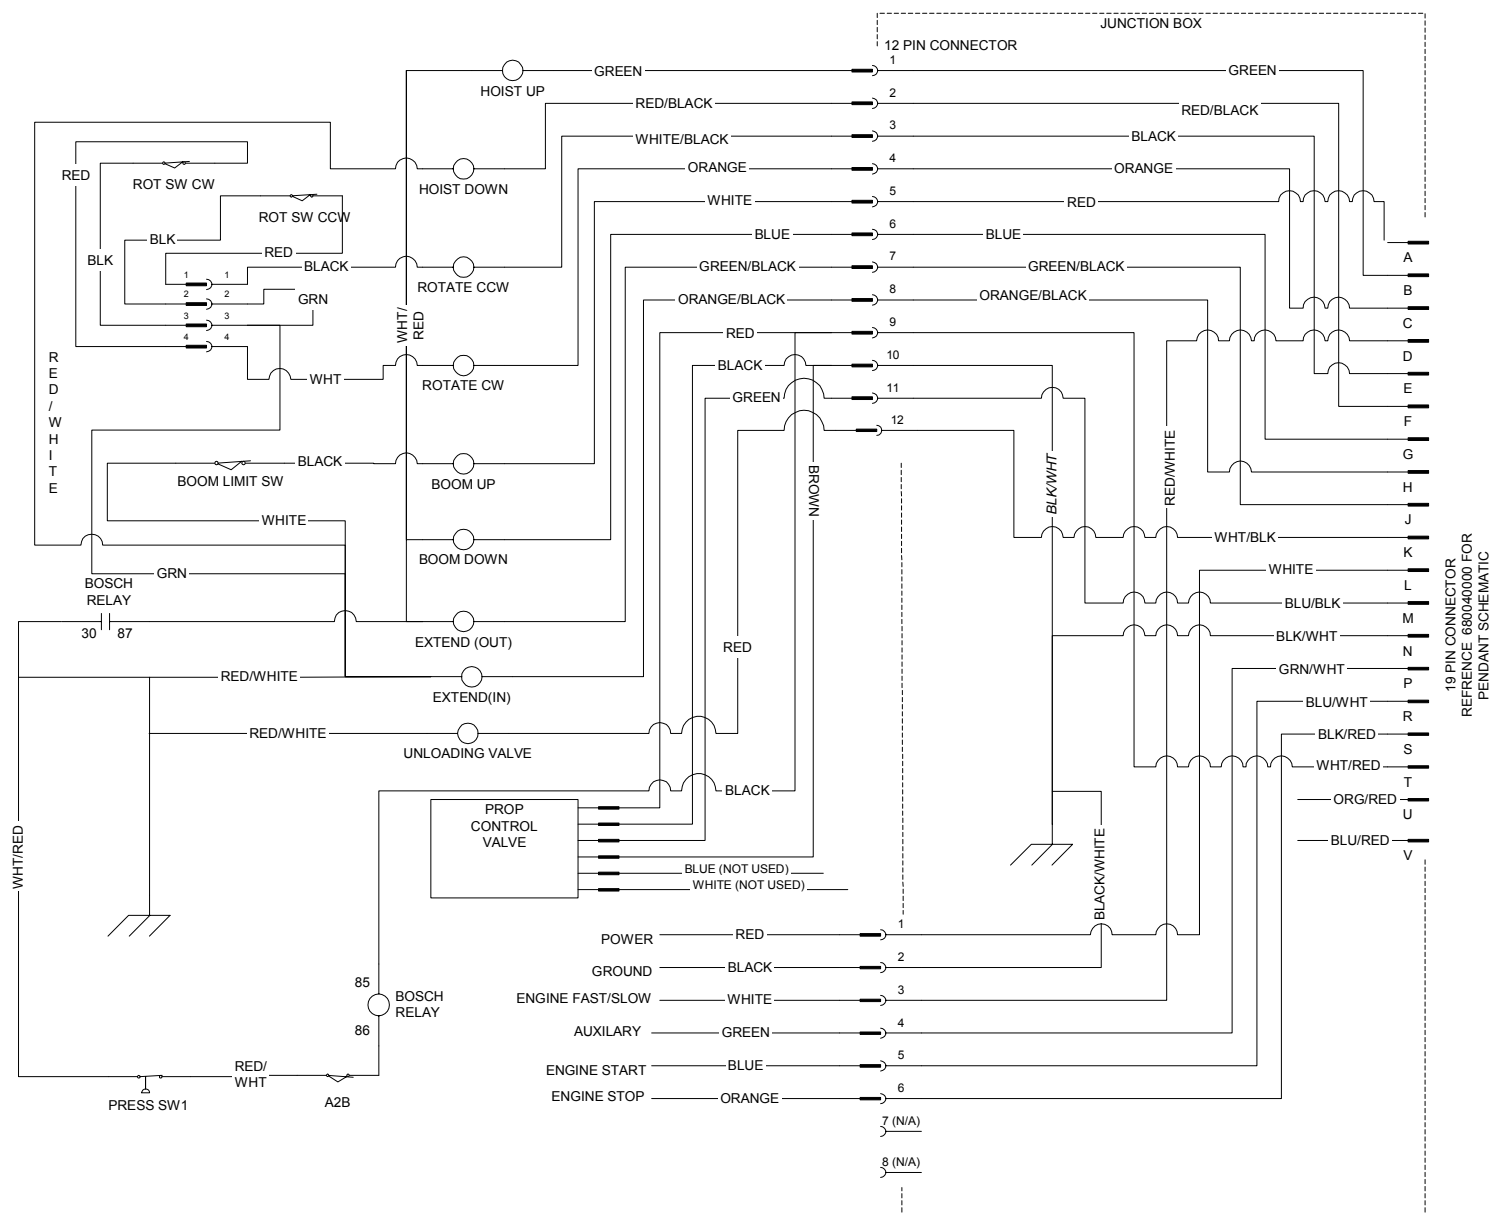 JUNCTION BOX
12 PIN CONNECTOR
1
GREEN
GREEN
HOIST UP
2
RED/BLACK
RED/BLACK
3
WHITE/BLACK
BLACK
4
ORANGE
ORANGE
RED
ROT SW CW
HOIST DOWN
5
WHITE
RED
ROT SW CCW
6
BLUE
BLUE
BLK
RED
BLK
A
7
BLACK
GREEN/BLACK
GREEN/BLACK
1
1
ROTATE CCW
B
8
2
2
GRN
ORANGE/BLACK
ORANGE/BLACK
3
3
WHT/
RED
9
C
4
4
RED
RED/WHITE
10
D
BLACK
WHT
ROTATE CW
11
E
GREEN
12
F
RED/WHITE
BLACK
BROWN
BLK/WHT
G
BOOM LIMIT SW
BOOM UP
H
WHITE
J
WHT/BLK
BOOM DOWN
K
GRN
WHITE
BOSCH
RELAY
L
BLU/BLK
30
87
M
EXTEND (OUT)
RED
BLK/WHT
N
19 PIN CONNECTOR
REFRENCE 680040000 FOR
PENDANT SCHEMATIC
RED/WHITE
GRN/WHT
EXTEND(IN)
P
BLU/WHT
R
RED/WHITE
BLK/RED
UNLOADING VALVE
S
WHT/RED
BLACK
T
ORG/RED
PROP
CONTROL
VALVE
U
BLU/RED
V
WHT/RED
BLUE (NOT USED)
WHITE (NOT USED)
BLACK/WHITE
1
POWER
RED
2
GROUND
BLACK
85
BOSCH
RELAY
86
3
ENGINE FAST/SLOW
WHITE
4
AUXILARY
GREEN
5
ENGINE START
BLUE
RED/
WHT
6
ENGINE STOP
ORANGE
PRESS SW1
A2B
7 (N/A)
8 (N/A)